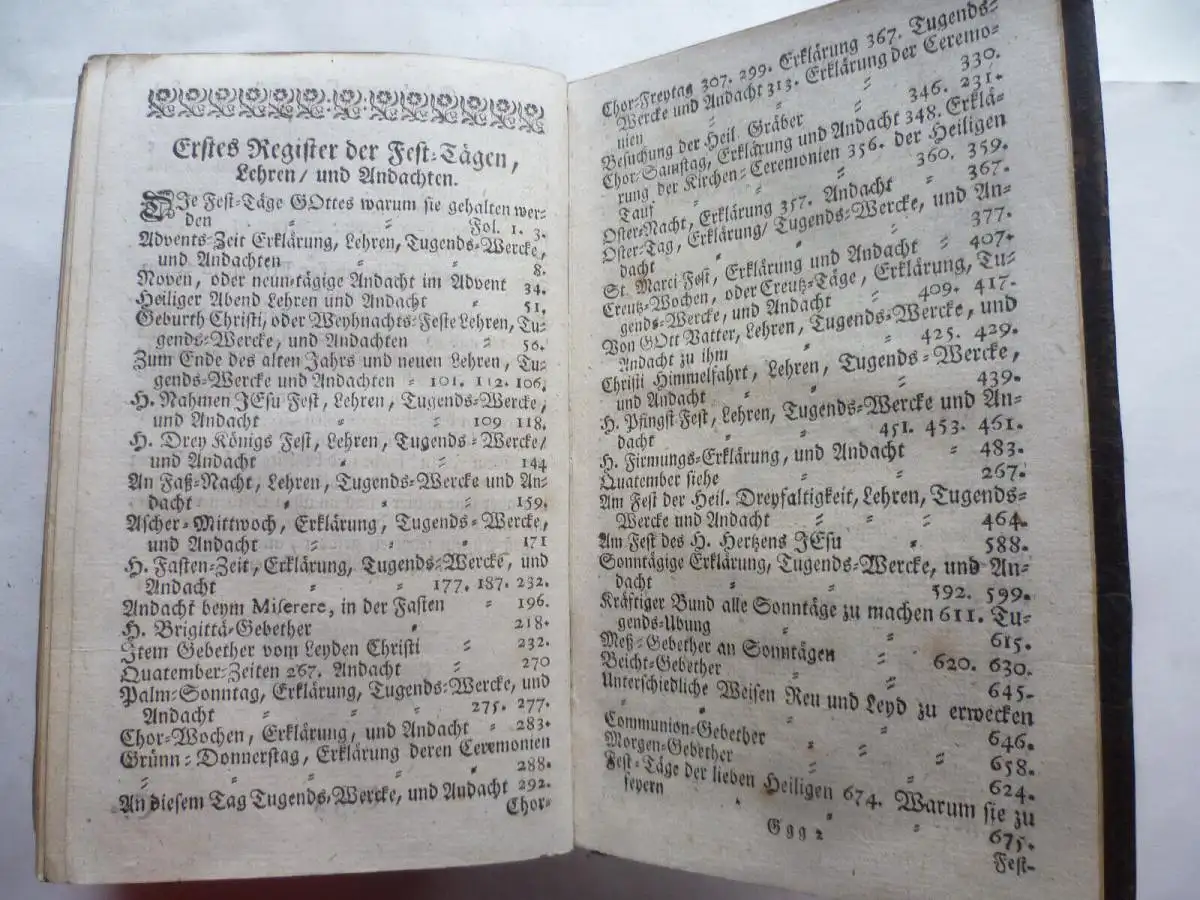 Erstes Register der Fest=Tägen,
Lehren/ und Andachten.
DJe Fest=Täge GOttes warum sie gehalten wer=
den = Fol. 1. 3.
Advents=Zeit Erklärung, Lehren, Tugends=Wercke,
und Andachten = = 8.
Noven, oder neun=tägige Andacht im Advent 34.
Heiliger Abend Lehren und Andacht = 51.
Geburth Christi, oder Weyhnachts=Feste Lehren, Tu=
gends=Wercke, und Andachten = 56.
Zum Ende des alten Jahrs und neuen Lehren, Tu=
gends=Wercke und Andachten = 101. 112. 106.
H. Nahmen JEsu Fest, Lehren, Tugends=Wercke,
und Andacht = = 109 118.
H. Drey Königs Fest, Lehren, Tugends=Wercke/
und Andacht = = 144
An Faß=Nacht, Lehren, Tugends=Wercke und An=
dacht = = = 159.
Ascher=Mittwoch, Erklärung, Tugends=Wercke,
und Andacht = = = 171
H. Fasten=Zeit, Erklärung, Tugends=Wercke, und
Andacht = = 177. 187. 232.
Andacht beym Miserere, in der Fasten = 196.
H. Brigittä=Gebether = 218.
Item Gebether vom Leyden Christi = 232.
Quatember=Zeiten 267. Andacht = 270
Palm=Sonntag, Erklärung, Tugends=Wercke, und
Andacht = = = 275. 277.
Chor=Wochen, Erklärung, und Andacht = 283.
Grünn=Donnerstag, Erklärung deren Ceremonien
= = = = = 288.
An diesem Tag Tugends=Wercke, und Andacht 292.
Chor=
Chor=Freytag 307. 299. Erklärung 367. Tugends=
Wercke und Andacht 313. Erklärung der Ceremo=
nien = = 330.
Besuchung der Heil. Gräber = 346. 231.
Chor=Samstag, Erklärung und Andacht 348. Erklä=
rung der Kirchen=Ceremonien 356. der Heiligen
Tauf = = 360. 359.
Oster=Nacht, Erklärung 357. Andacht = 367.
Oster=Tag, Erklärung/ Tugends=Wercke, und An=
dacht = = 377.
St. Marci Fest, Erklärung und Andacht = 407.
Creutz=Wochen, oder Creutz=Täge, Erklärung, Tu=
gends=Wercke, und Andacht = 409. 417.
Von GOtt Vatter, Lehren, Tugends=Wercke, und
Andacht zu ihm = 425. 429.
Christi Himmelfahrt, Lehren, Tugends=Wercke,
und Andacht = = 439.
H. Pfingst=Fest, Lehren, Tugends=Wercke und An=
dacht = = 451. 453. 461.
H. Firmungs=Erklärung, und Andacht = 483.
Quatember siehe = = 267.
Am Fest der Heil. Dreyfaltigkeit, Lehren, Tugends=
Wercke und Andacht = = = 464.
Am Fest des H. Hertzens JEsu = 588.
Sonntägige Erklärung, Tugends=Wercke, und An=
dacht = = 592. 599.
Kräftiger Bund alle Sonntäge zu machen 611. Tu=
gends=Ubung = = 615.
Meß=Gebether an Sonntägen = 620. 630.
Beicht=Gebether = = 645.
Unterschiedliche Weisen Reu und Leyd zu erwecken
= = = 646.
Communion=Gebether = = 658.
Morgen=Gebether = = 624.
Fest=Täge der lieben Heiligen 674. Warum sie zu
feyern = = 675.
Ggg 2
Fest=